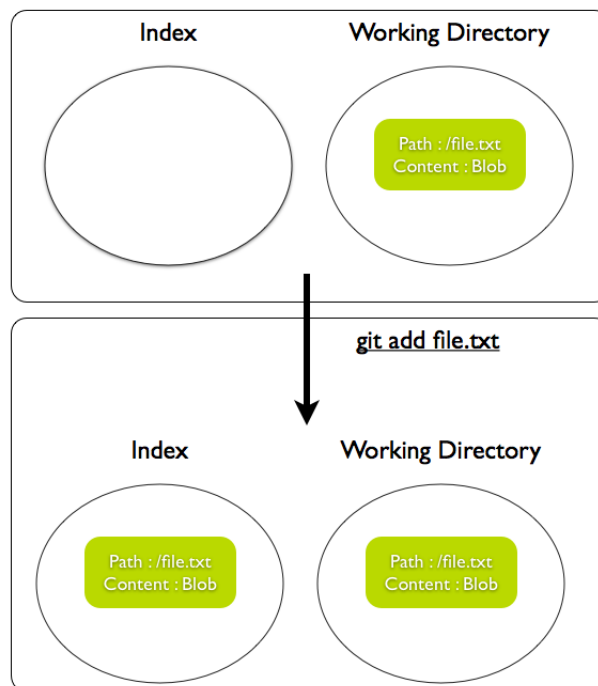 Index
Working Directory
Path : /file.txt
Content : Blob
git add file.txt
Index
Working Directory
Path : /file.txt
Content : Blob
Path : /file.txt
Content : Blob